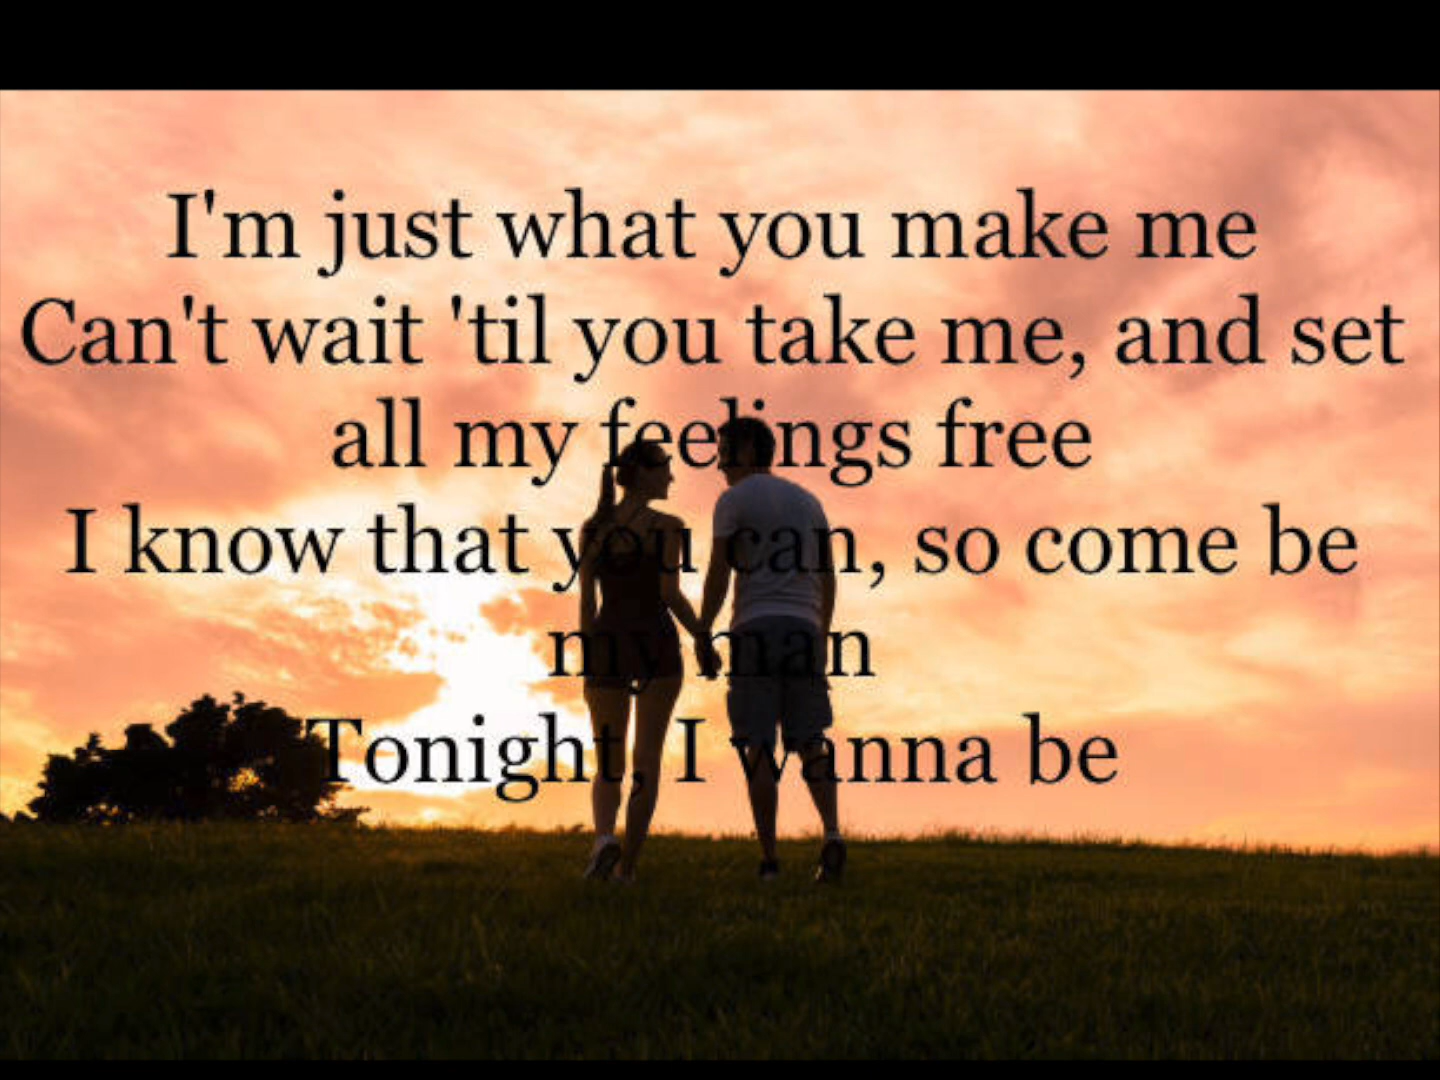 I'm just what you make me
Can't wait 'til you take me, and set
all my feelings free
I know that you can, so come be
my man
Tonight, I wanna be